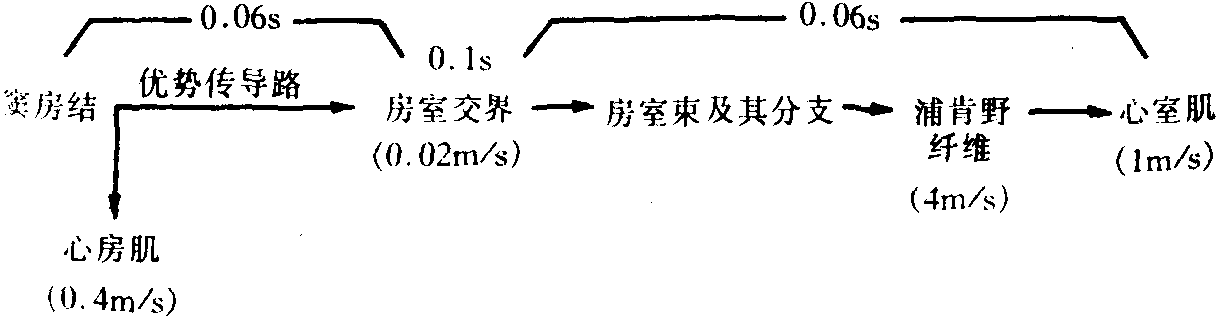 0.06s
0.06s
0.1s
优势传导路
窦房结
房室交界
房室束及其分支
浦肯野
纤维
心室肌
(0.02m/s)
(4m/s)
(1m/s)
心房肌
(0.4m/s)